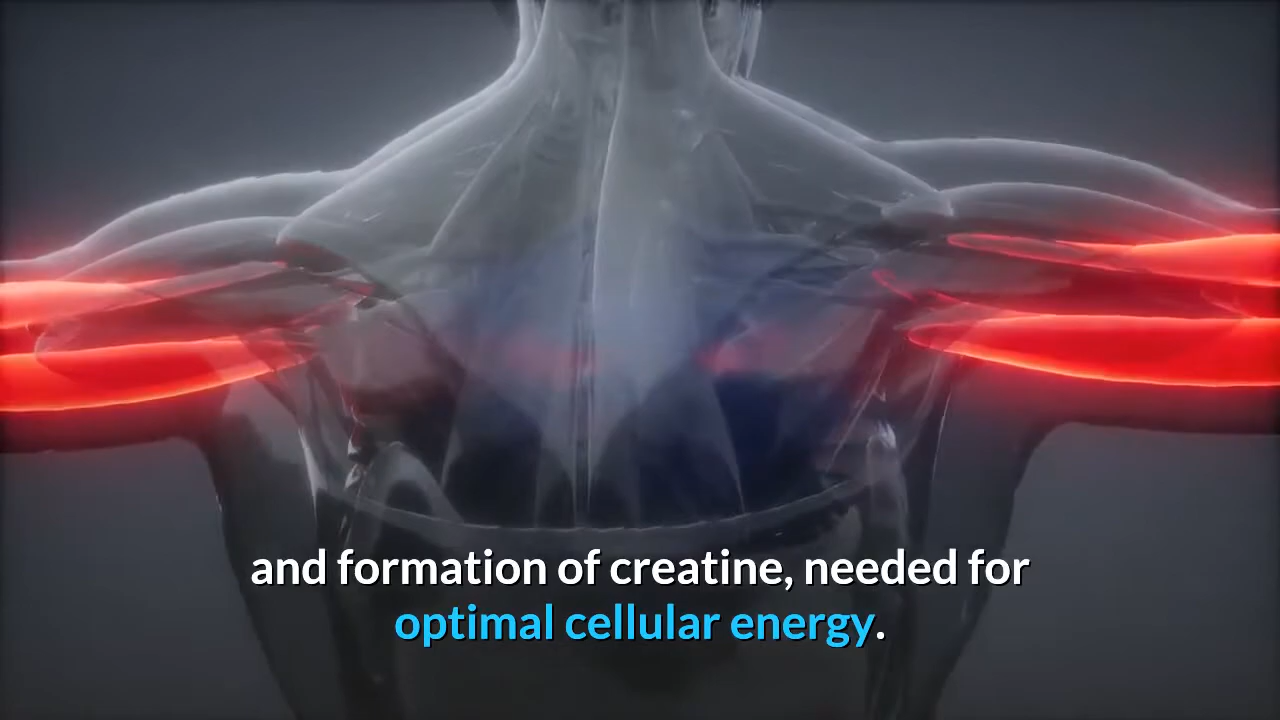 and formation of creatine, needed for
optimal cellular energy.